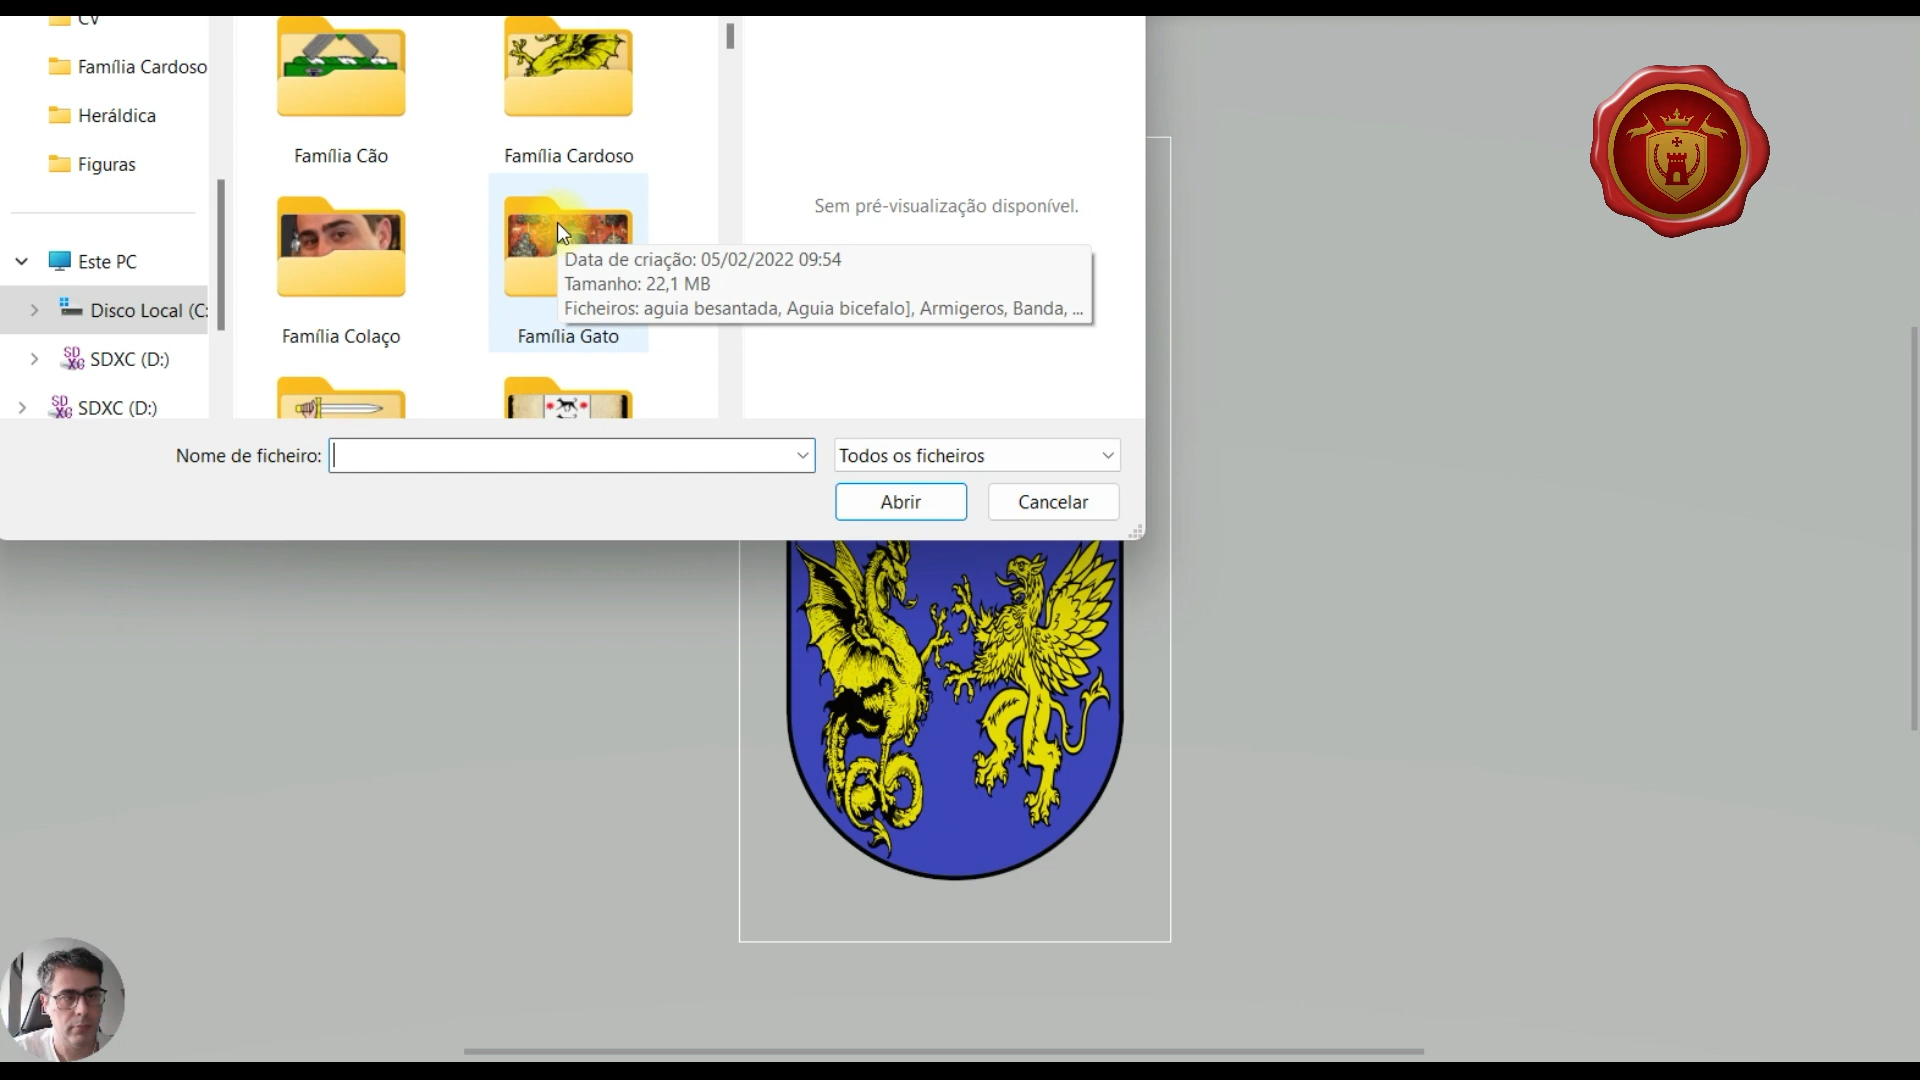 CV
Família Cardoso
Heráldica
Figuras
Este PC
Disco Local (C:
SDXC (D:)
SDXC (D:)
Família Cão
Família Cardoso
Família Colaço
Família Gato
Sem pré-visualização disponível.
Data de criação: 05/02/2022 09:54
Tamanho: 22,1 MB
Ficheiros: aguia besantada, Aguia bicefalo], Armigeros, Banda, ...
Nome de ficheiro:
Todos os ficheiros
Abrir
Cancelar